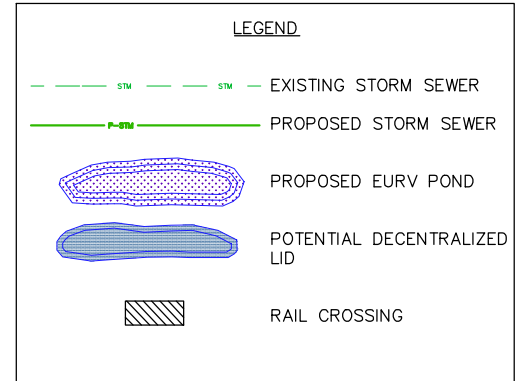 LEGEND
STM STM EXISTING STORM SEWER
P-STM PROPOSED STORM SEWER
PROPOSED EURV POND
POTENTIAL DECENTRALIZED
LID
RAIL CROSSING